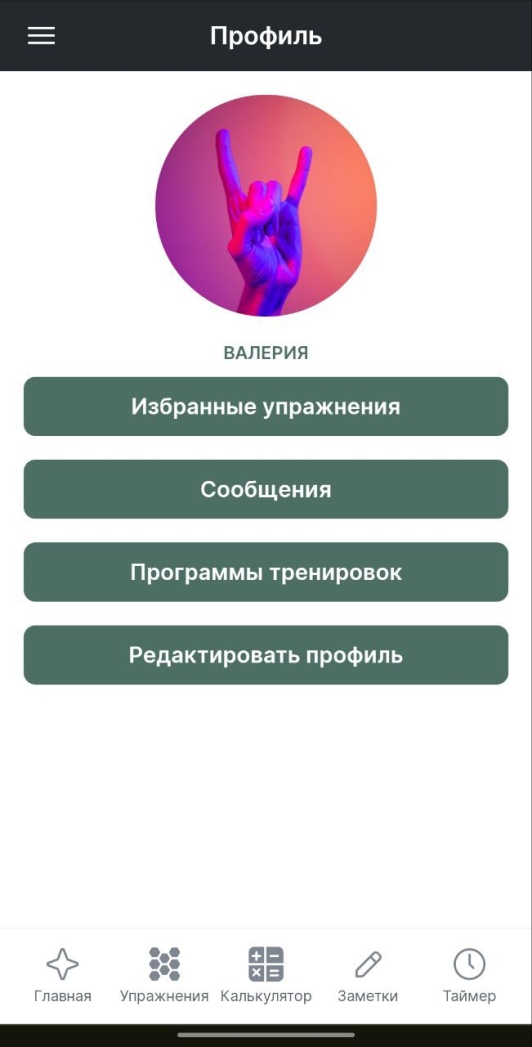 Профиль
ВАЛЕРИЯ
Избранные упражнения
Сообщения
Программы тренировок
Редактировать профиль
Главная Упражнения Калькулятор Заметки Таймер